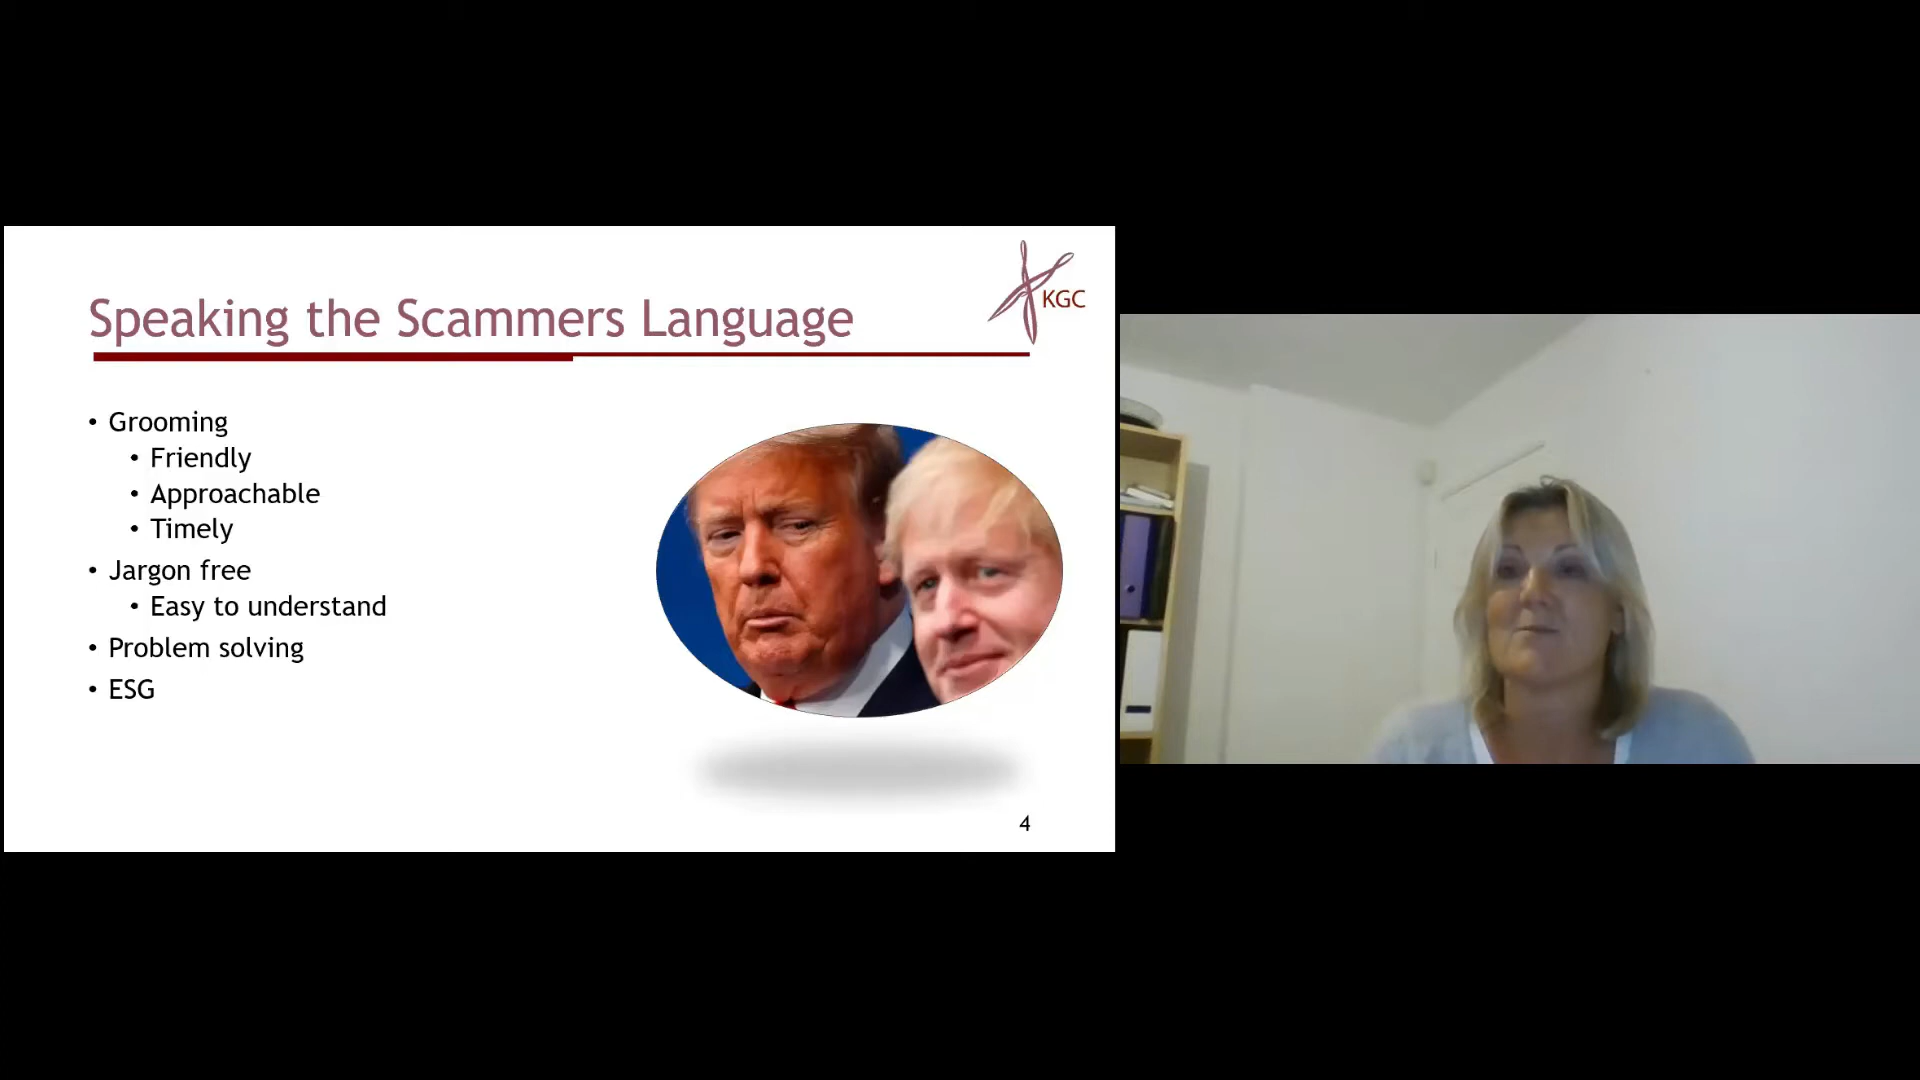 KGC
Speaking the Scammers Language
• Grooming
• Friendly
• Approachable
• Timely
• Jargon free
• Easy to understand
• Problem solving
• ESG
4